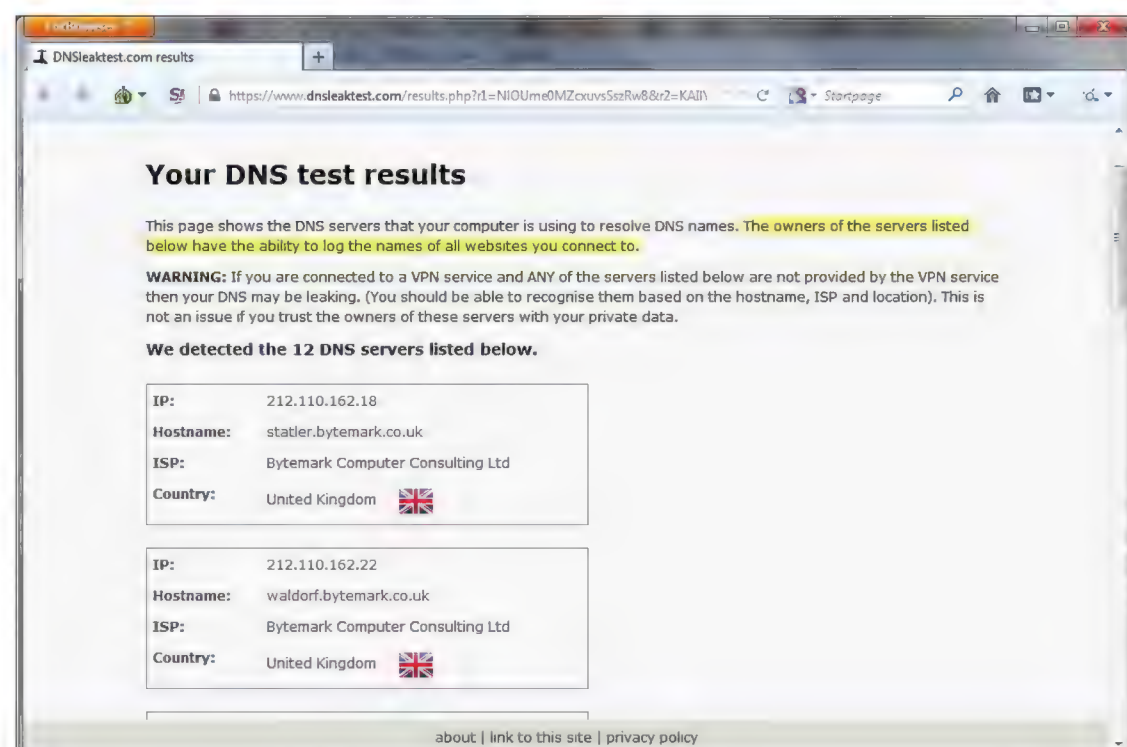 DNSleaktest.com results
https://www.dnsleaktest.com/results.php?r1=NIOUme0MZcxuvsSszRw8&r2=KAII\
Startpage
Your DNS test results
This page shows the DNS servers that your computer is using to resolve DNS names. The owners of the servers listed
below have the ability to log the names of all websites you connect to.
WARNING: If you are connected to a VPN service and ANY of the servers listed below are not provided by the VPN service
then your DNS may be leaking. (You should be able to recognise them based on the hostname, ISP and location). This is
not an issue if you trust the owners of these servers with your private data.
We detected the 12 DNS servers listed below.
IP: 212.110.162.18
Hostname: statler.bytemark.co.uk
ISP: Bytemark Computer Consulting Ltd
Country: United Kingdom
IP: 212.110.162.22
Hostname: waldorf.bytemark.co.uk
ISP: Bytemark Computer Consulting Ltd
Country: United Kingdom
about | link to this site | privacy policy